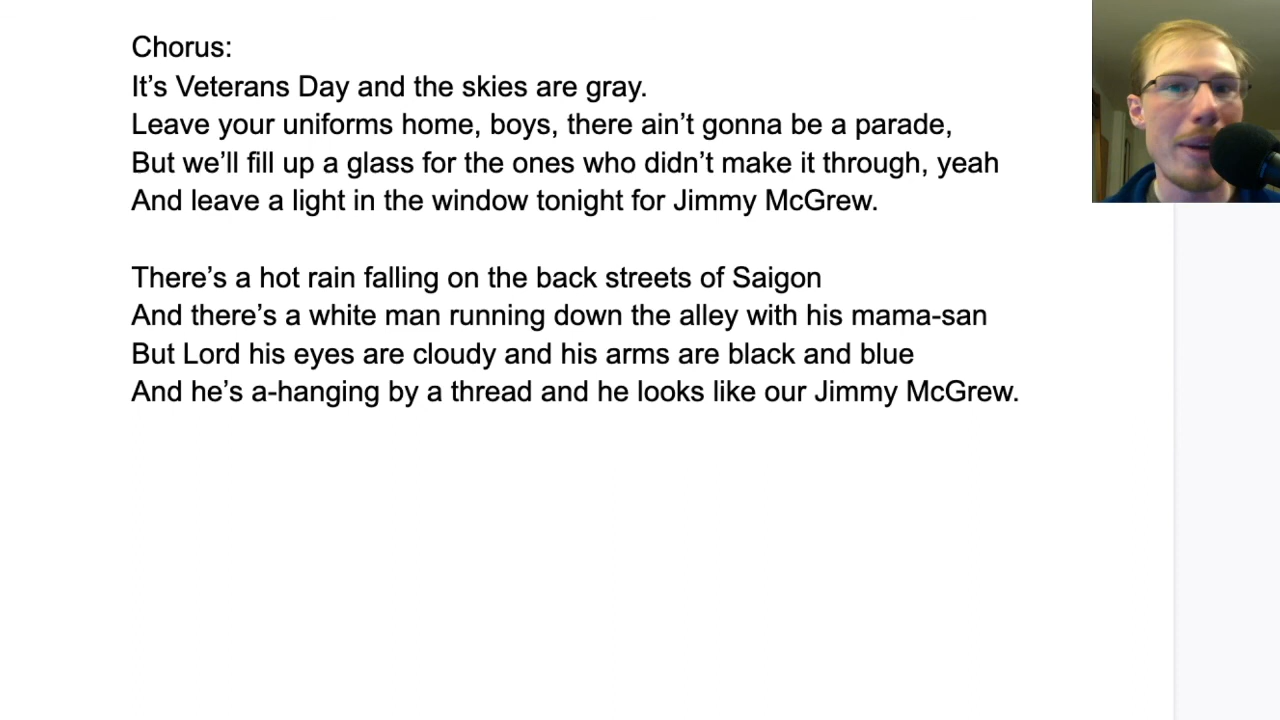 Chorus:
It’s Veterans Day and the skies are gray.
Leave your uniforms home, boys, there ain’t gonna be a parade,
But we’ll fill up a glass for the ones who didn’t make it through, yeah
And leave a light in the window tonight for Jimmy McGrew.
There’s a hot rain falling on the back streets of Saigon
And there’s a white man running down the alley with his mama-san
But Lord his eyes are cloudy and his arms are black and blue
And he’s a-hanging by a thread and he looks like our Jimmy McGrew.